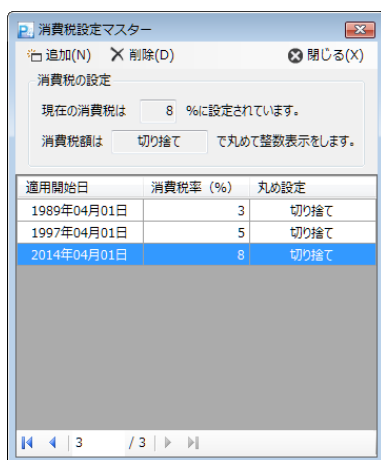 消費税設定マスター
追加(N) 削除(D) 閉じる(X)
消費税の設定
現在の消費税は 8 %に設定されています。
消費税額は 切り捨て で丸めて整数表示をします。
適用開始日 消費税率 (%) 丸め設定
1989年04月01日 3 切り捨て
1997年04月01日 5 切り捨て
2014年04月01日 8 切り捨て
3 / 3